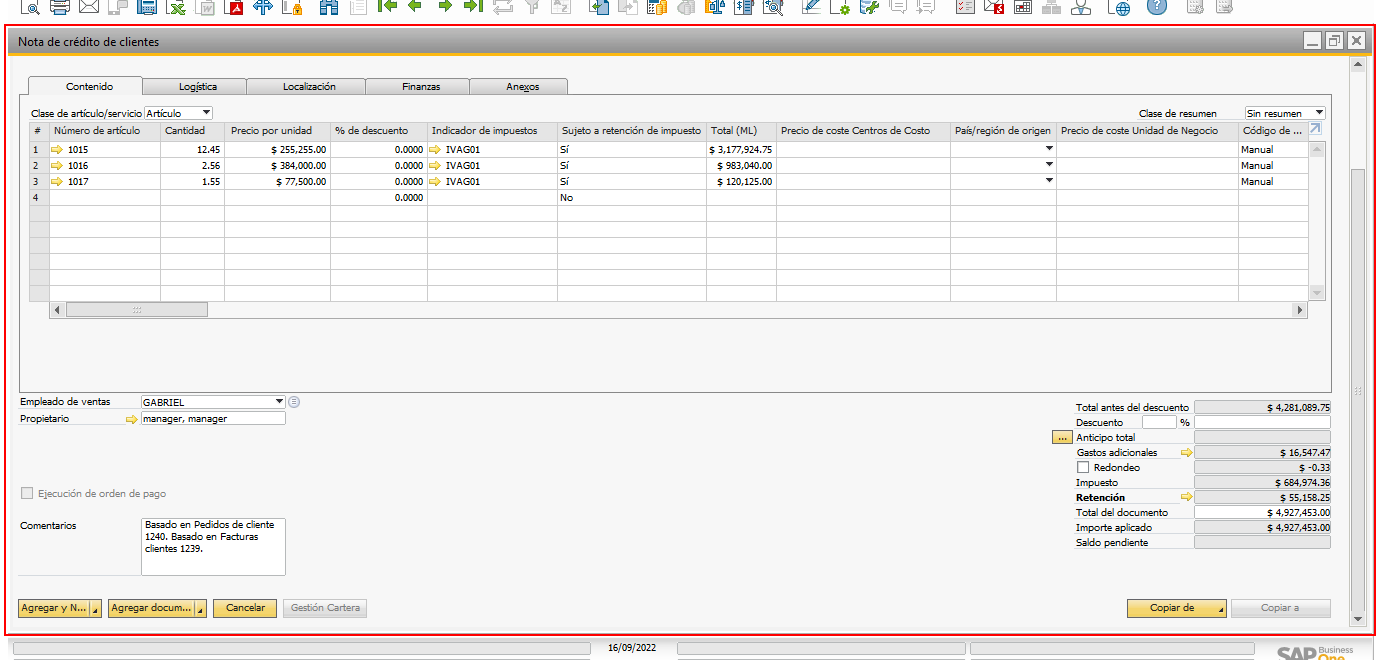 Nota de crédito de clientes
Contenido Logística Localización Finanzas Anexos
Clase de artículo/servicio Artículo Clase de resumen Sin resumen
# Número de artículo Cantidad Precio por unidad % de descuento Indicador de impuestos Sujeto a retención de impuesto Total (ML) Precio de coste Centros de Costo País/región de origen Precio de coste Unidad de Negocio Código de ...
1 1015 12.45 $ 255,255.00 0.0000 IVAG01 Sí $ 3,177,924.75 Manual
2 1016 2.56 $ 384,000.00 0.0000 IVAG01 Sí $ 983,040.00 Manual
3 1017 1.55 $ 77,500.00 0.0000 IVAG01 Sí $ 120,125.00 Manual
4 0.0000 No
Empleado de ventas GABRIEL
Propietario manager, manager
Total antes del descuento $ 4,281,089.75
Descuento %
... Anticipo total
Gastos adicionales $ 16,547.47
Redondeo $ -0.33
Impuesto $ 684,974.36
Retención $ 55,158.25
Total del documento $ 4,927,453.00
Importe aplicado $ 4,927,453.00
Saldo pendiente
Ejecución de orden de pago
Comentarios Basado en Pedidos de cliente
1240. Basado en Facturas
clientes 1239.
Agregar y N... Agregar docum... Cancelar Gestión Cartera Copiar de Copiar a
16/09/2022
SAP Business
One